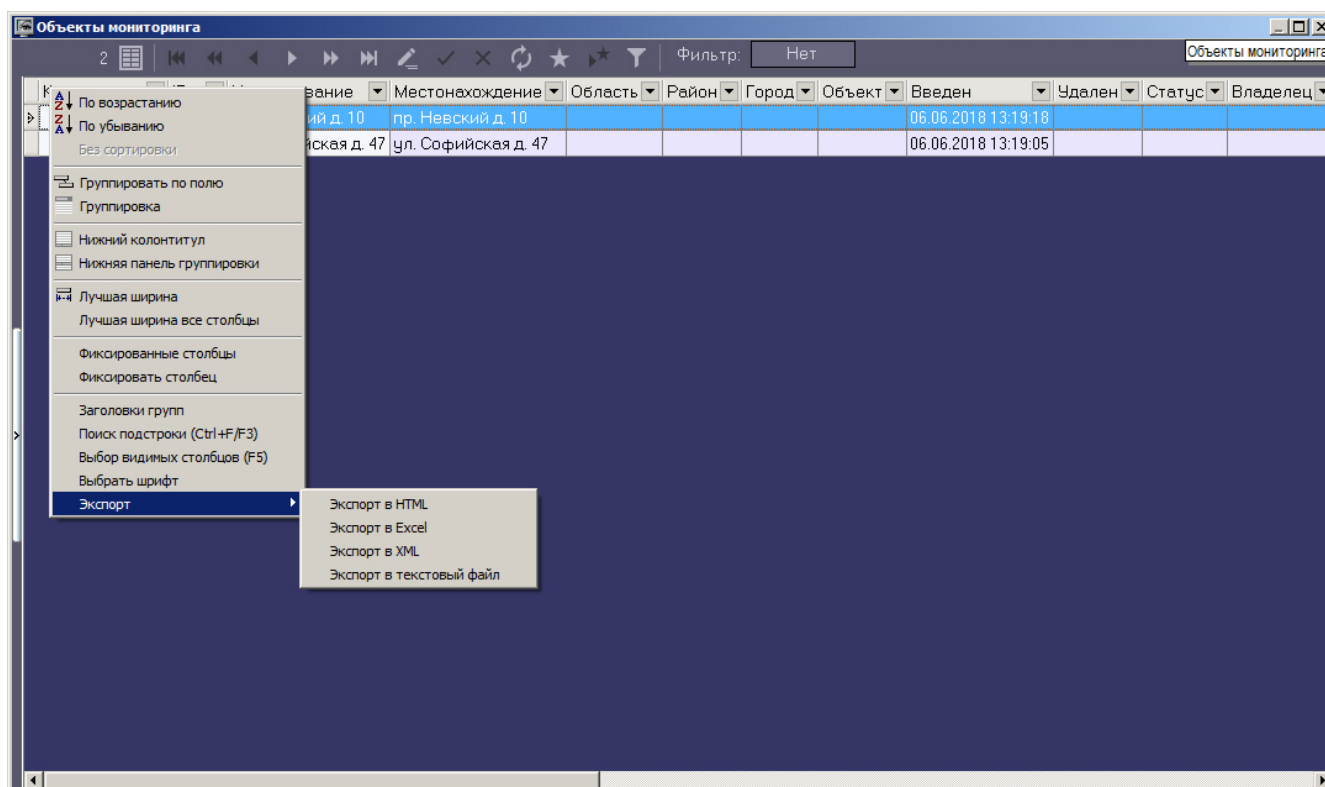 Объекты мониторинга
2
Фильтр: Нет
Объекты мониторинга
вание Местонахождение Область Район Город Объект Введен Удален Статус Владелец
ий д. 10 пр. Невский д. 10 06.06.2018 13:19:18
йская д. 47 ул. Софийская д. 47 06.06.2018 13:19:05
По возрастанию
По убыванию
Без сортировки
Группировать по полю
Группировка
Нижний колонтитул
Нижняя панель группировки
Лучшая ширина
Лучшая ширина все столбцы
Фиксированные столбцы
Фиксировать столбец
Заголовки групп
Поиск подстроки (Ctrl+F/F3)
Выбор видимых столбцов (F5)
Выбрать шрифт
Экспорт
Экспорт в HTML
Экспорт в Excel
Экспорт в XML
Экспорт в текстовый файл